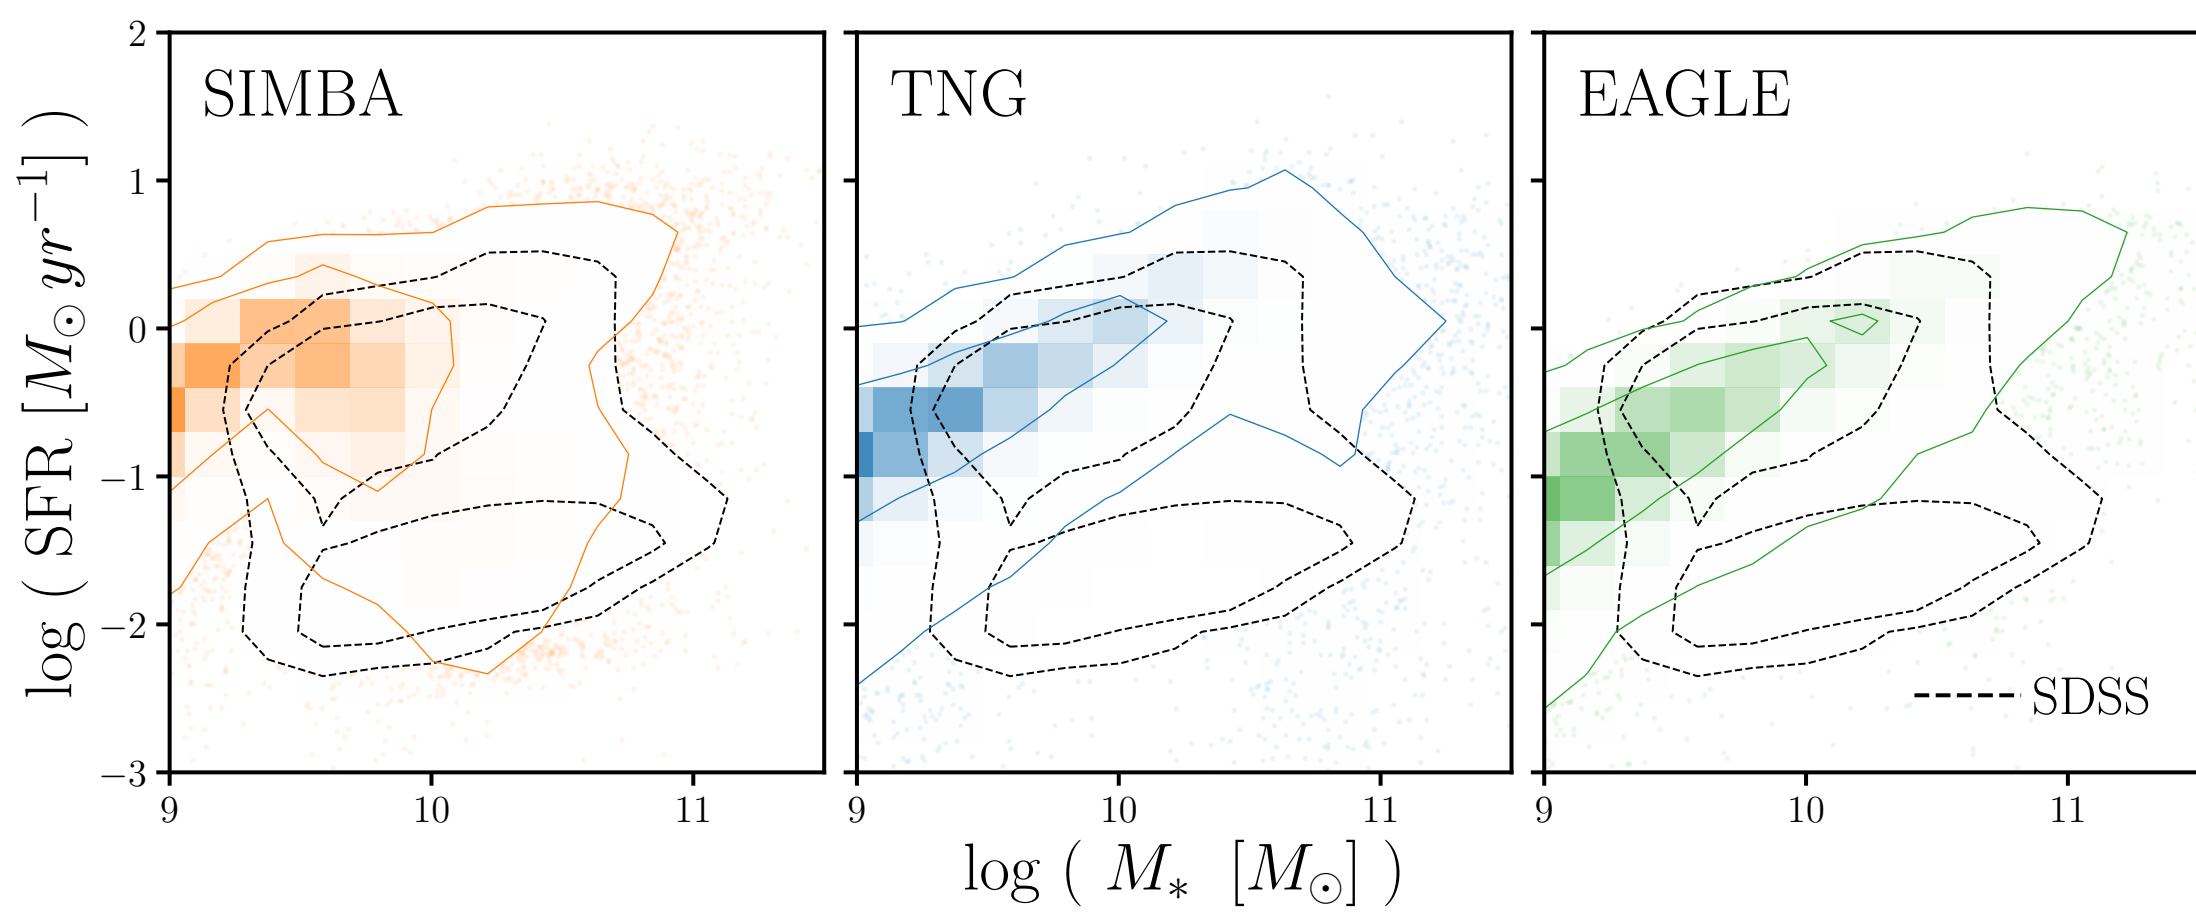 SIMBA
TNG
EAGLE
SDSS
log ( SFR [M⊙ yr⁻¹] )
2
1
0
−1
−2
−3
9 10 11
9 10 11
9 10 11
log ( M* [M⊙] )